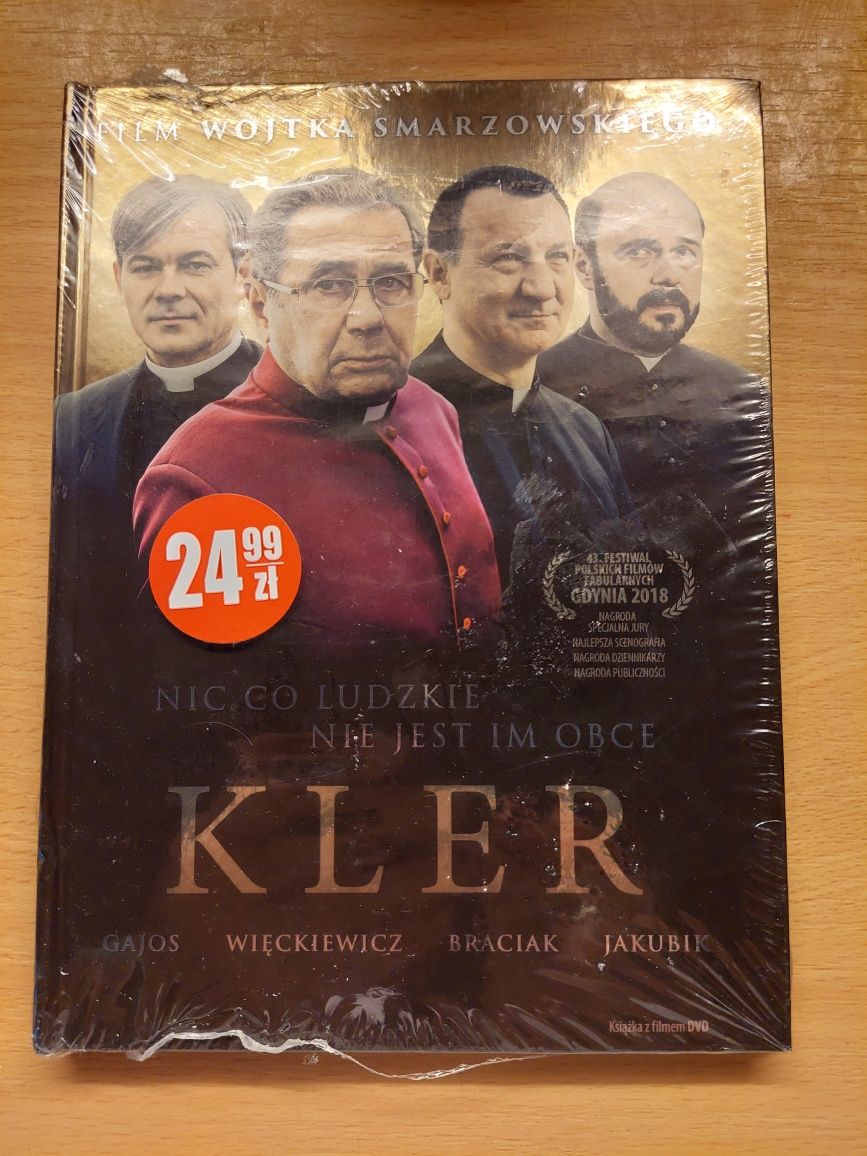 FILM WOJTKA SMARZOWSKIEGO
24 99 zł
43. FESTIWAL
POLSKICH FILMÓW
FABULARNYCH
GDYNIA 2018
NAGRODA
SPECJALNA JURY
NAJLEPSZA SCENOGRAFIA
NAGRODA DZIENNIKARZY
NAGRODA PUBLICZNOŚCI
NIC CO LUDZKIE
NIE JEST IM OBCE
KLER
GAJOS WIĘCKIEWICZ BRACIAK JAKUBIK
Książka z filmem DVD